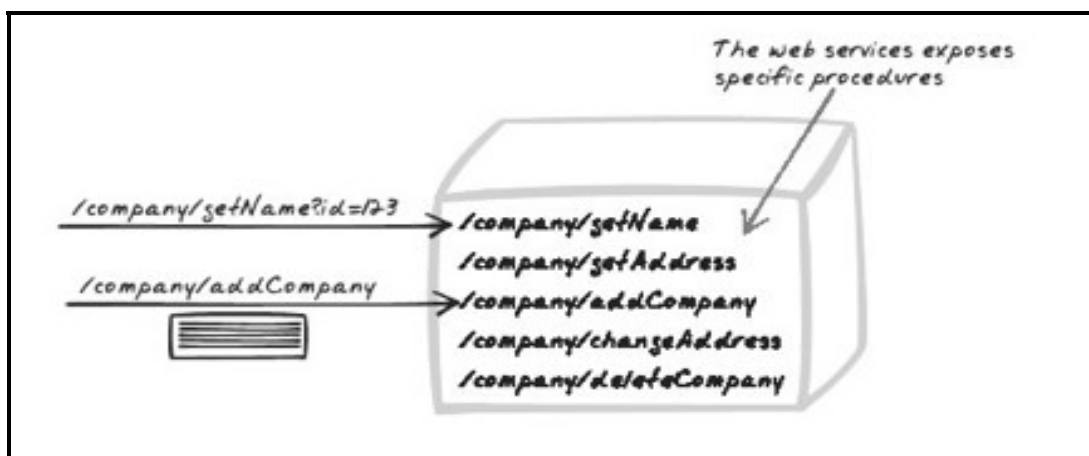 The web services exposes
specific procedures
/company/getName?id=123
/company/getName
/company/getAddress
/company/addCompany
/company/addCompany
/company/changeAddress
/company/deleteCompany